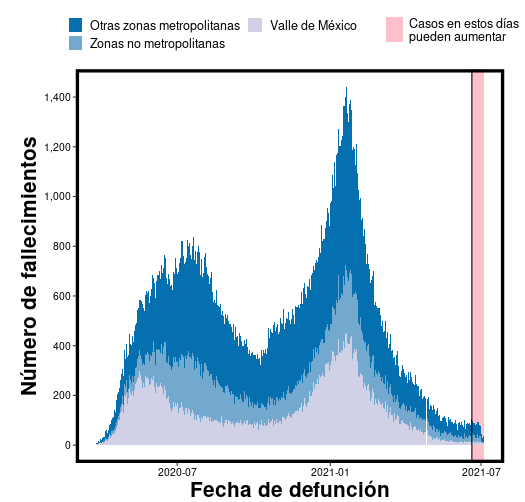 Otras zonas metropolitanas
Valle de México
Casos en estos días
pueden aumentar
Zonas no metropolitanas
1,400
1,200
1,000
800
600
400
200
0
Número de fallecimientos
2020-07
2021-01
2021-07
Fecha de defunción